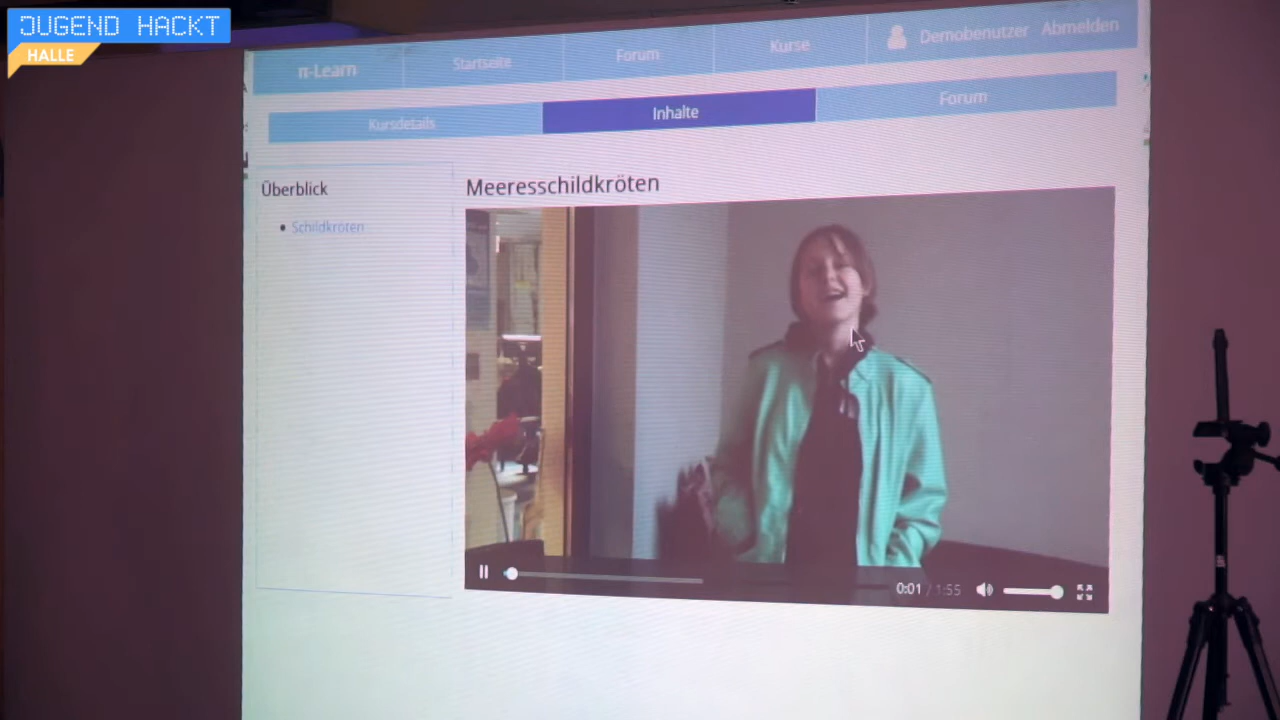 JUGEND HACKT
HALLE
π-Learn
Startseite
Forum
Kurse
Demobenutzer
Abmelden
Kursdetails
Inhalte
Forum
Überblick
Meeresschildkröten
• Schildkröten
0:01 / 1:55